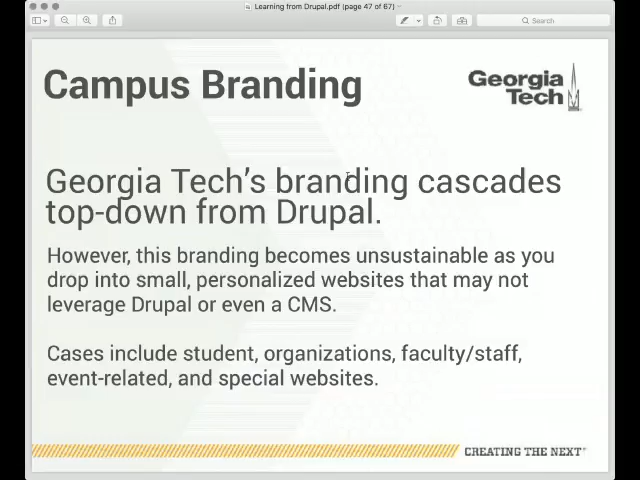 Learning from Drupal.pdf (page 47 of 67)
Search
Campus Branding
Georgia
Tech
Georgia Tech's branding cascades
top-down from Drupal.
However, this branding becomes unsustainable as you
drop into small, personalized websites that may not
leverage Drupal or even a CMS.
Cases include student, organizations, faculty/staff,
event-related, and special websites.
CREATING THE NEXT